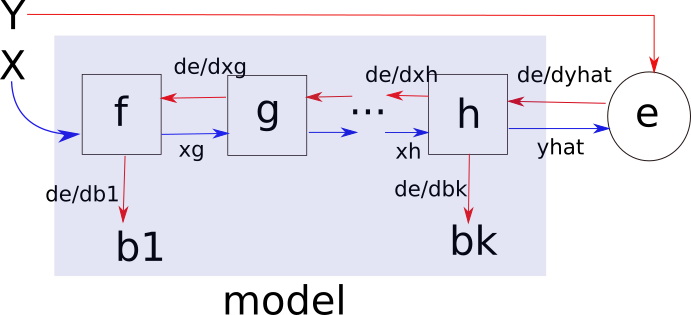 Y
X
de/dxg
de/dxh
de/dyhat
f
g
...
h
e
xg
xh
yhat
de/db1
de/dbk
b1
bk
model